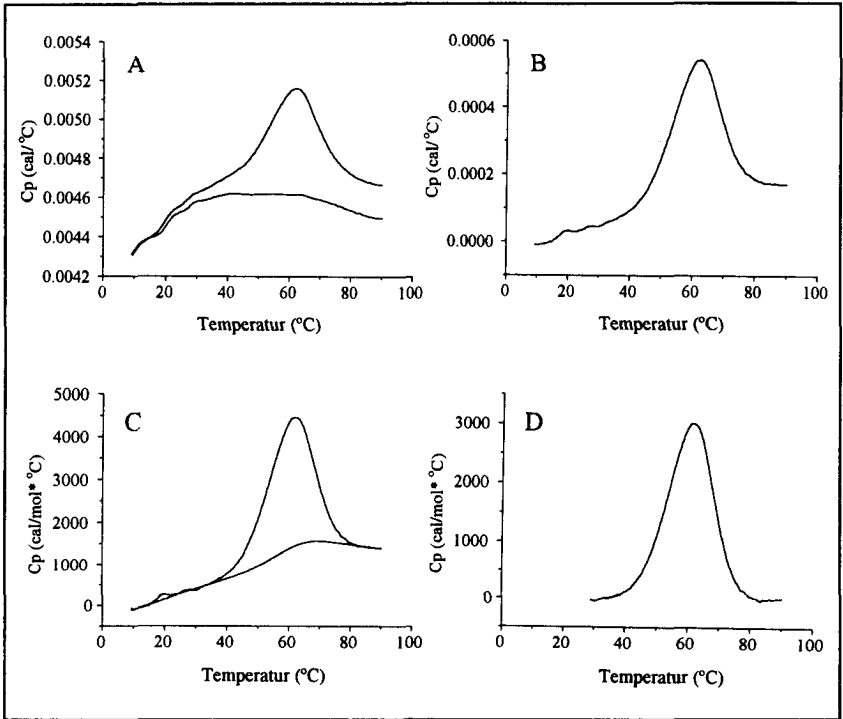 A
Cp (cal/°C)
0.0054
0.0052
0.0050
0.0048
0.0046
0.0044
0.0042
0 20 40 60 80 100
Temperatur (°C)
B
Cp (cal/°C)
0.0006
0.0004
0.0002
0.0000
0 20 40 60 80 100
Temperatur (°C)
C
Cp (cal/mol* °C)
5000
4000
3000
2000
1000
0
0 20 40 60 80 100
Temperatur (°C)
D
Cp (cal/mol* °C)
3000
2000
1000
0
0 20 40 60 80 100
Temperatur (°C)